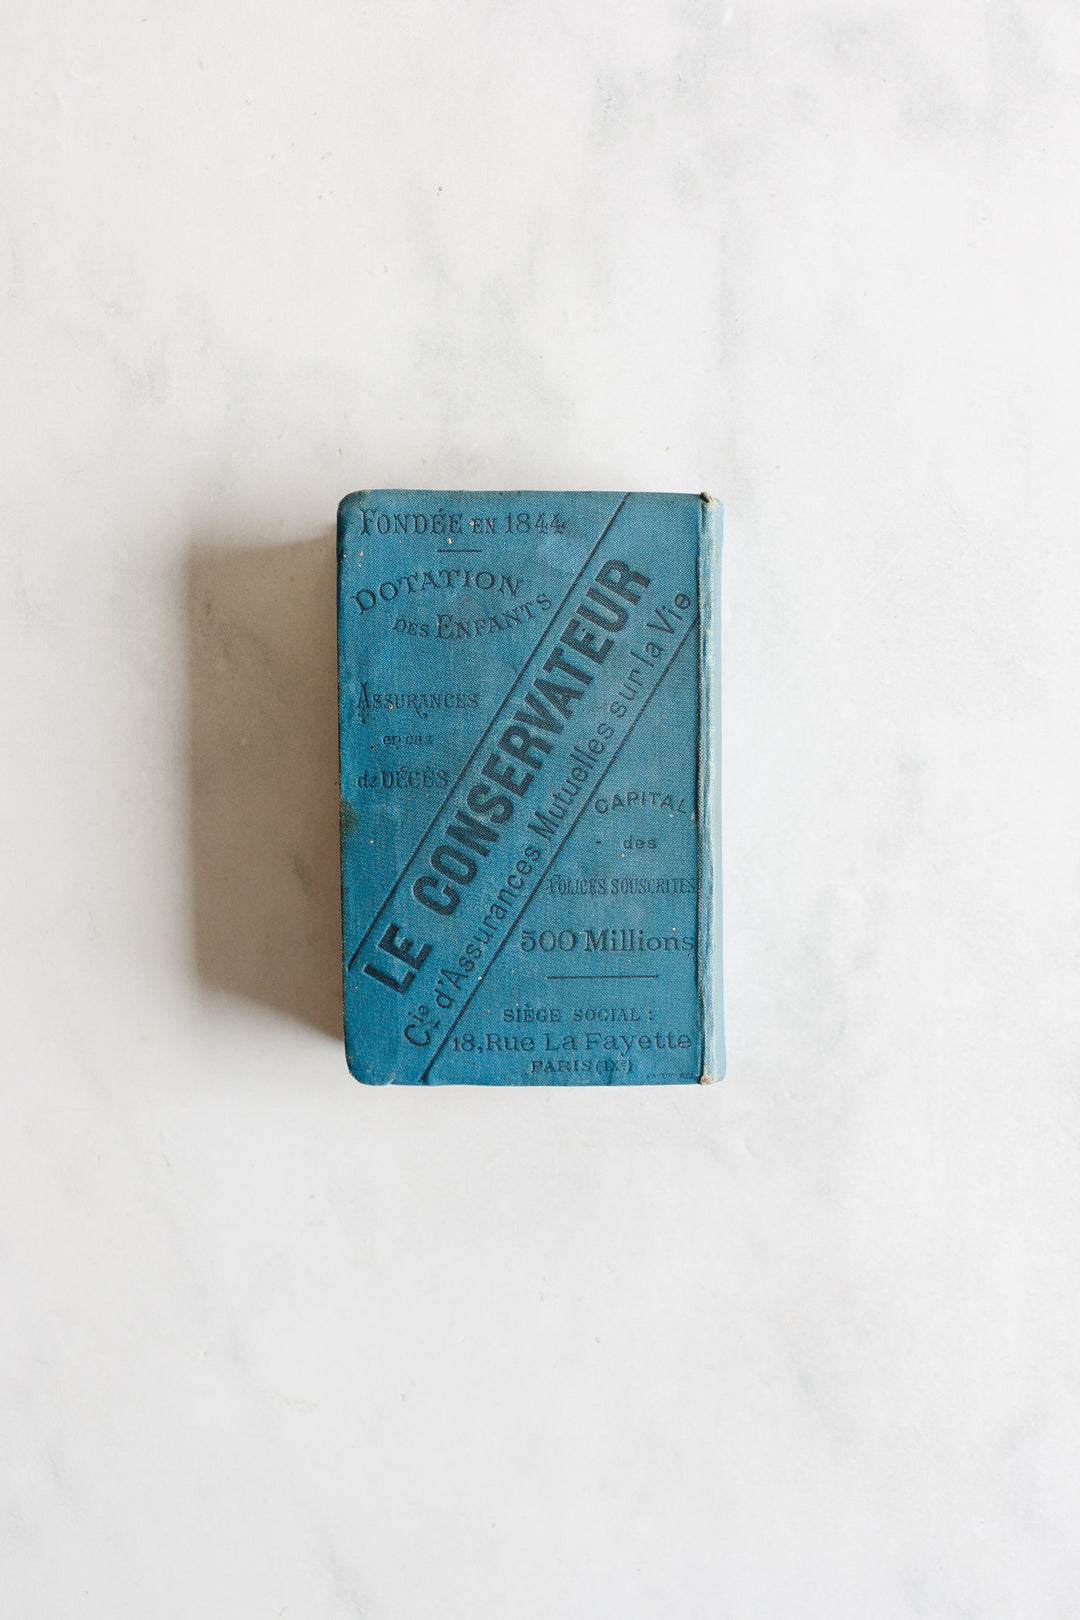 FONDÉE EN 1844
DOTATION
DES ENFANTS
ASSURANCES
en cas
de DÉCÈS
LE CONSERVATEUR
Cie d'Assurances Mutuelles sur la Vie
CAPITAL
des
POLICES SOUSCRITES
500 Millions
SIÈGE SOCIAL :
18, Rue La Fayette
PARIS (IXe)